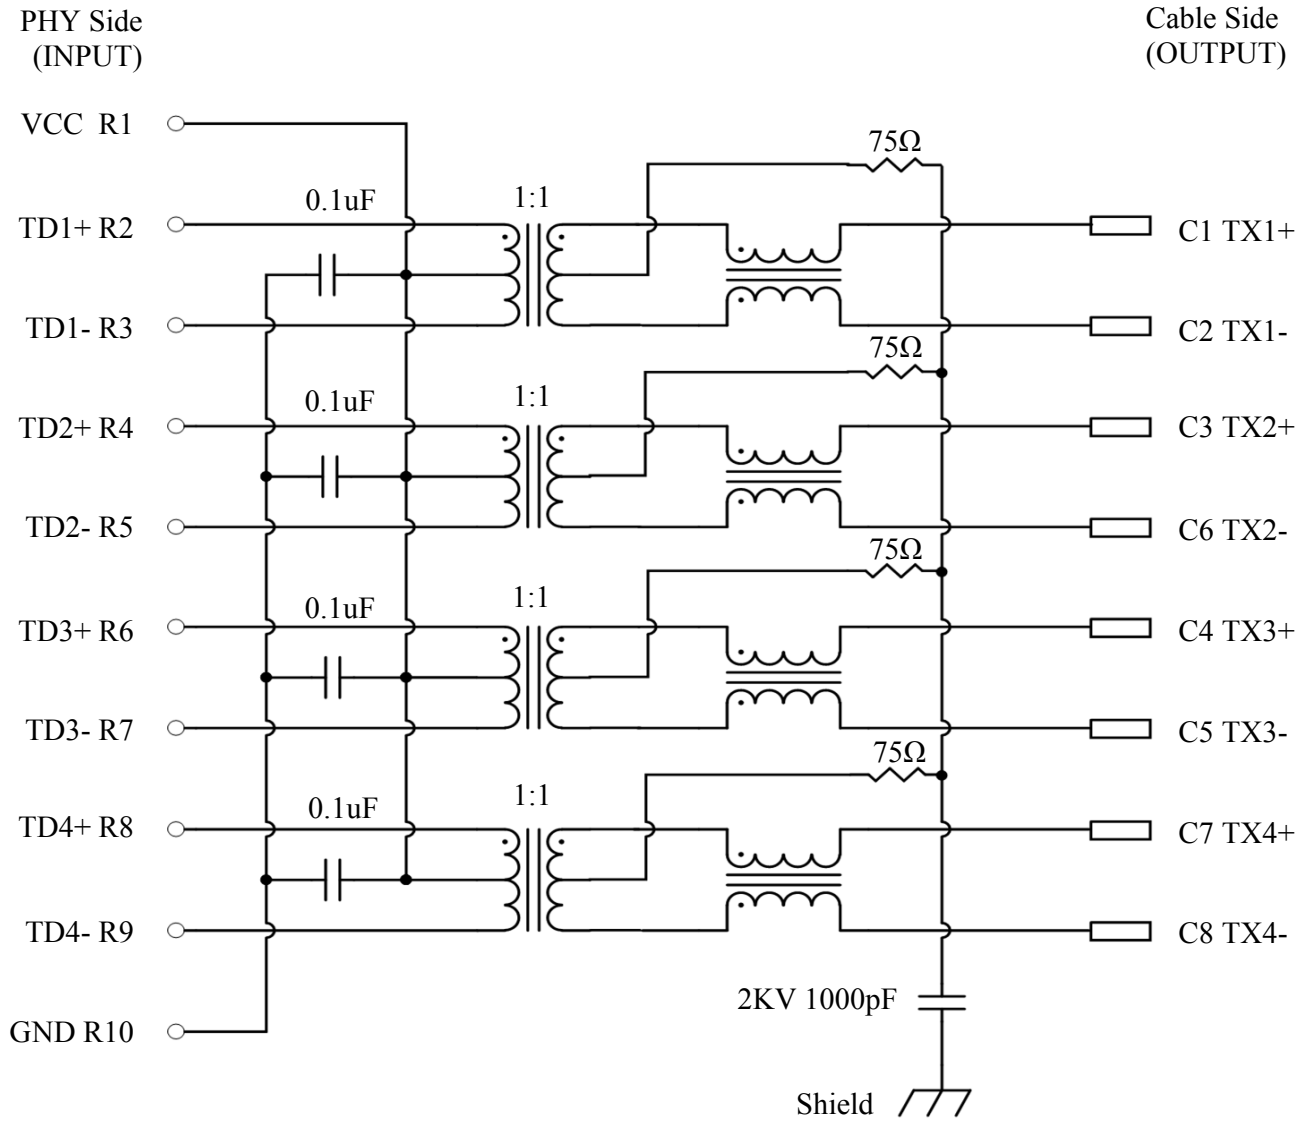 PHY Side
(INPUT)
Cable Side
(OUTPUT)
VCC R1
75Ω
0.1uF
1:1
TD1+ R2
C1 TX1+
TD1- R3
C2 TX1-
75Ω
0.1uF
1:1
TD2+ R4
C3 TX2+
TD2- R5
C6 TX2-
75Ω
0.1uF
1:1
TD3+ R6
C4 TX3+
TD3- R7
C5 TX3-
75Ω
0.1uF
1:1
TD4+ R8
C7 TX4+
TD4- R9
C8 TX4-
2KV 1000pF
GND R10
Shield